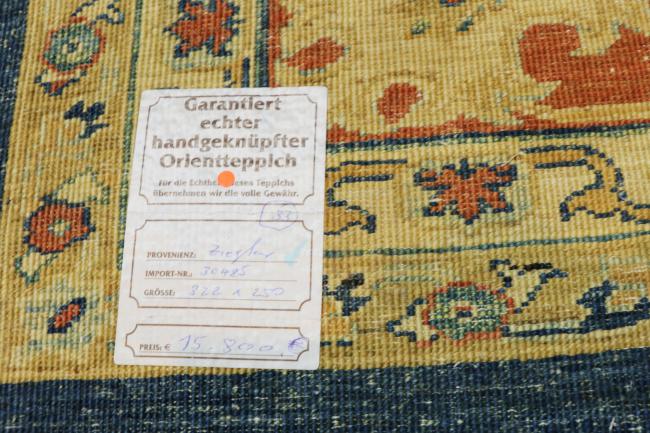 Garantiert
echter
handgeknüpfter
Orientteppich
für die Echtheit dieses Teppichs
übernehmen wir die volle Gewähr.
PROVENIENZ: Ziegler
IMPORT-NR.: 30485
GRÖSSE: 322 x 250
PREIS: € 15.800.